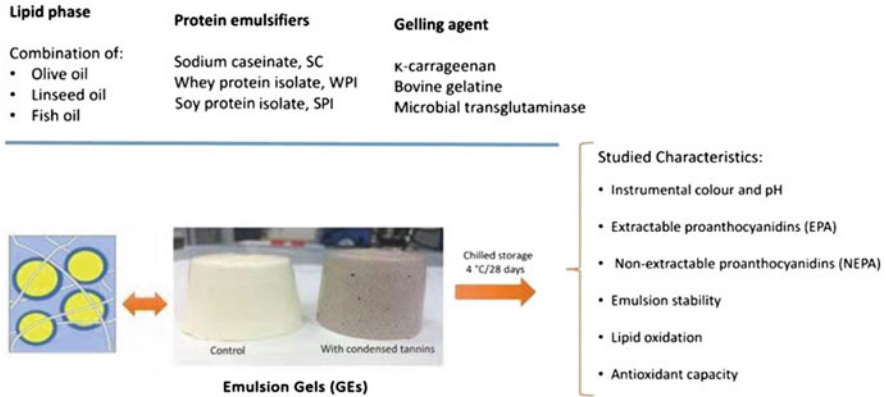 Lipid phase
Combination of:
• Olive oil
• Linseed oil
• Fish oil
Protein emulsifiers
Sodium caseinate, SC
Whey protein isolate, WPI
Soy protein isolate, SPI
Gelling agent
κ-carrageenan
Bovine gelatine
Microbial transglutaminase
Control
With condensed tannins
Emulsion Gels (GEs)
Chilled storage
4 °C/28 days
Studied Characteristics:
• Instrumental colour and pH
• Extractable proanthocyanidins (EPA)
• Non-extractable proanthocyanidins (NEPA)
• Emulsion stability
• Lipid oxidation
• Antioxidant capacity